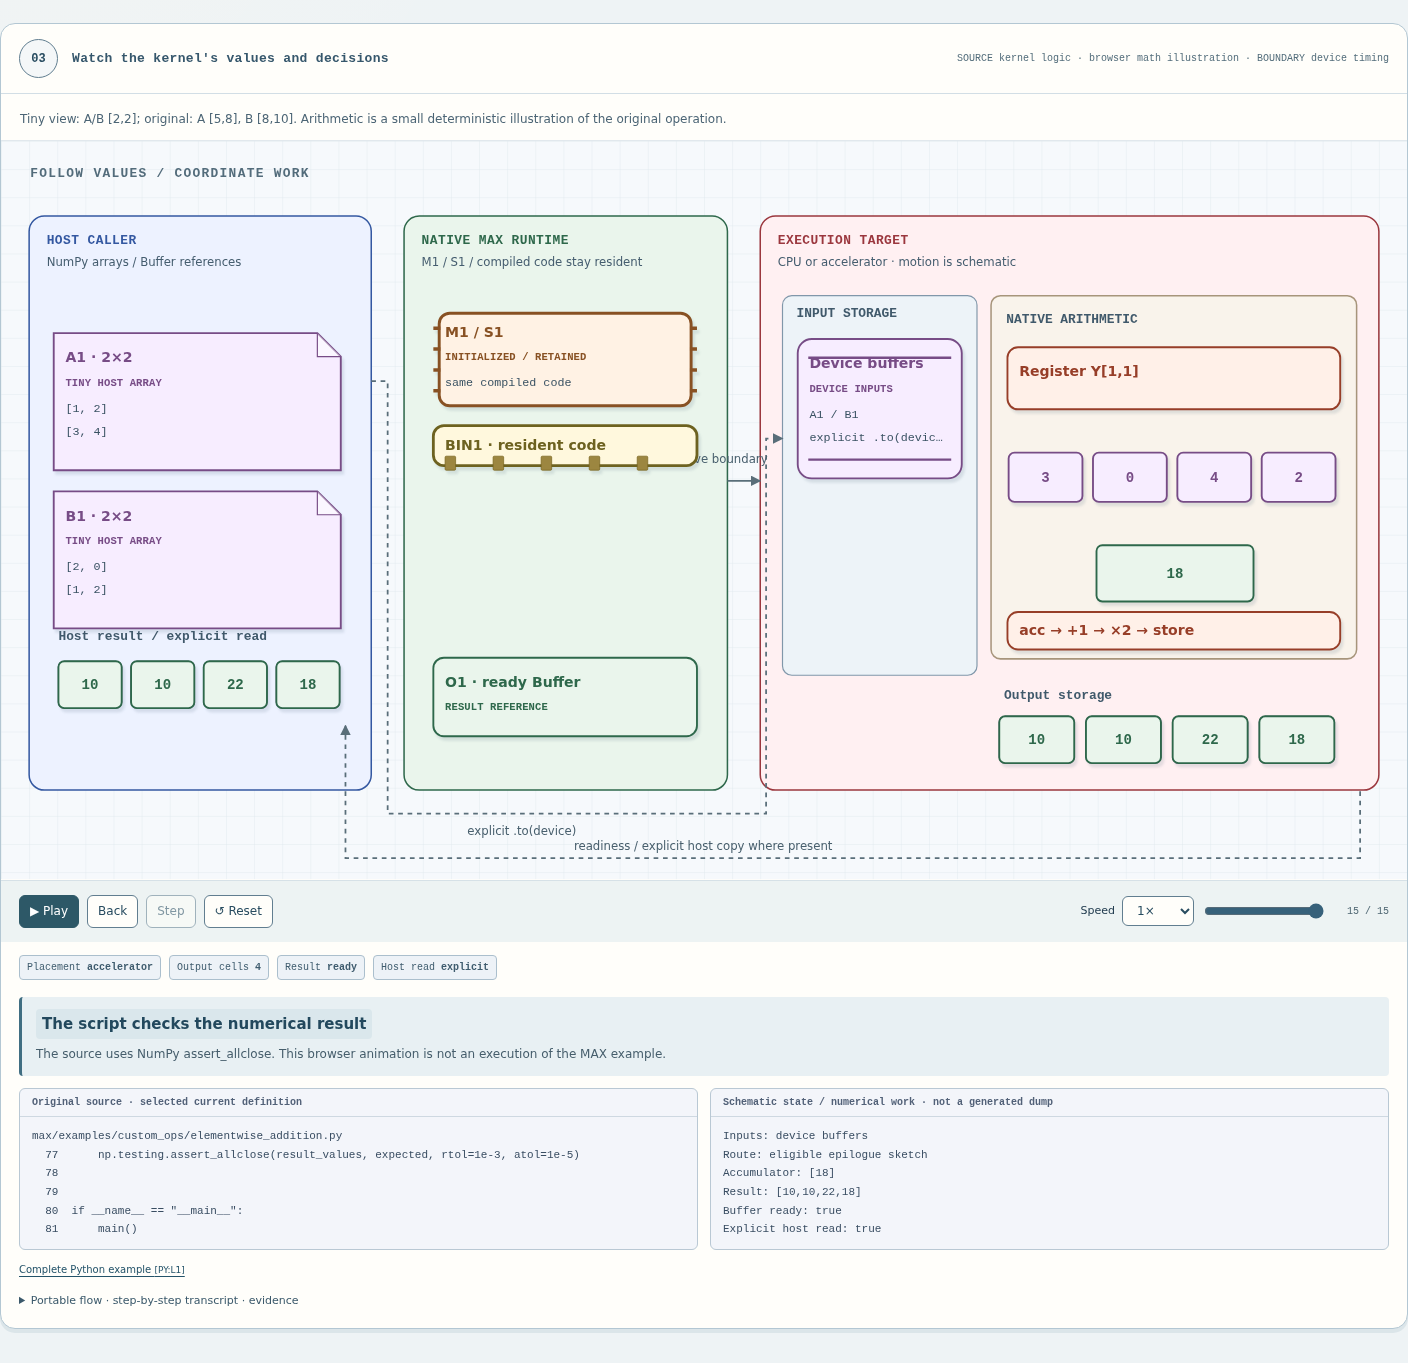 03
Watch the kernel's values and decisions
SOURCE kernel logic · browser math illustration · BOUNDARY device timing
Tiny view: A/B [2,2]; original: A [5,8], B [8,10]. Arithmetic is a small deterministic illustration of the original operation.
FOLLOW VALUES / COORDINATE WORK
HOST CALLER
NumPy arrays / Buffer references
A1 · 2×2
TINY HOST ARRAY
[1, 2]
[3, 4]
B1 · 2×2
TINY HOST ARRAY
[2, 0]
[1, 2]
Host result / explicit read
10 10 22 18
NATIVE MAX RUNTIME
M1 / S1 / compiled code stay resident
M1 / S1
INITIALIZED / RETAINED
same compiled code
BIN1 · resident code
ve boundary
O1 · ready Buffer
RESULT REFERENCE
EXECUTION TARGET
CPU or accelerator · motion is schematic
INPUT STORAGE
Device buffers
DEVICE INPUTS
A1 / B1
explicit .to(devic…
NATIVE ARITHMETIC
Register Y[1,1]
3 0 4 2
18
acc → +1 → ×2 → store
Output storage
10 10 22 18
explicit .to(device)
readiness / explicit host copy where present
▶ Play
Back
Step
↺ Reset
Speed
1×
15 / 15
Placement accelerator
Output cells 4
Result ready
Host read explicit
The script checks the numerical result
The source uses NumPy assert_allclose. This browser animation is not an execution of the MAX example.
Original source · selected current definition
max/examples/custom_ops/elementwise_addition.py
77 np.testing.assert_allclose(result_values, expected, rtol=1e-3, atol=1e-5)
78
79
80 if __name__ == "__main__":
81 main()
Schematic state / numerical work · not a generated dump
Inputs: device buffers
Route: eligible epilogue sketch
Accumulator: [18]
Result: [10,10,22,18]
Buffer ready: true
Explicit host read: true
Complete Python example [PY:L1]
▶ Portable flow · step-by-step transcript · evidence